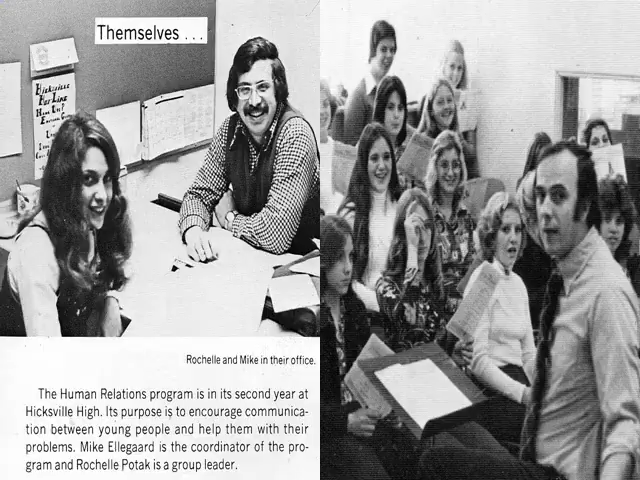 Themselves . . .
Hicksville
Rochelle and Mike in their office.
The Human Relations program is in its second year at
Hicksville High. Its purpose is to encourage communica-
tion between young people and help them with their
problems. Mike Ellegaard is the coordinator of the pro-
gram and Rochelle Potak is a group leader.